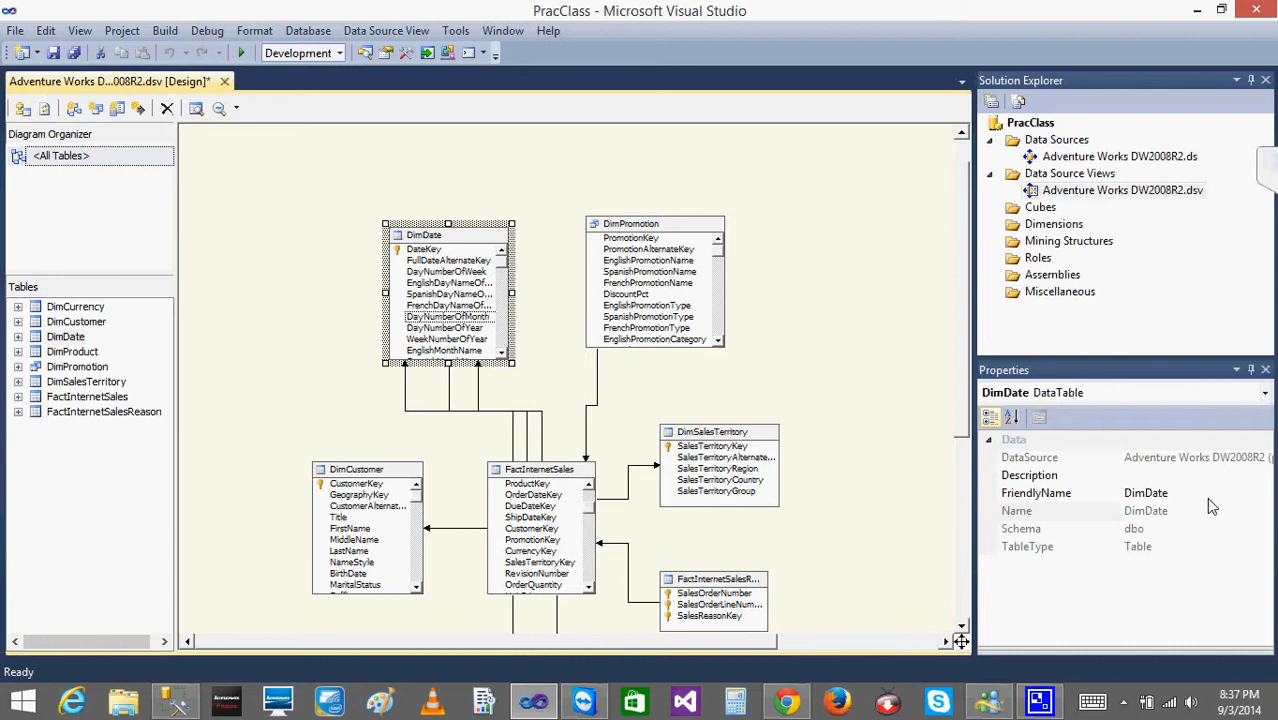 PracClass - Microsoft Visual Studio
File Edit View Project Build Debug Format Database Data Source View Tools Window Help
Development
Adventure Works D...008R2.dsv [Design]*
Diagram Organizer
<All Tables>
Tables
DimCurrency
DimCustomer
DimDate
DimProduct
DimPromotion
DimSalesTerritory
FactInternetSales
FactInternetSalesReason
DimDate
DateKey
FullDateAlternateKey
DayNumberOfWeek
EnglishDayNameOf...
SpanishDayNameO...
FrenchDayNameOf...
DayNumberOfMonth
DayNumberOfYear
WeekNumberOfYear
EnglishMonthName
DimPromotion
PromotionKey
PromotionAlternateKey
EnglishPromotionName
SpanishPromotionName
FrenchPromotionName
DiscountPct
EnglishPromotionType
SpanishPromotionType
FrenchPromotionType
EnglishPromotionCategory
DimSalesTerritory
SalesTerritoryKey
SalesTerritoryAlternate...
SalesTerritoryRegion
SalesTerritoryCountry
SalesTerritoryGroup
DimCustomer
CustomerKey
GeographyKey
CustomerAlternat...
Title
FirstName
MiddleName
LastName
NameStyle
BirthDate
MaritalStatus
FactInternetSales
ProductKey
OrderDateKey
DueDateKey
ShipDateKey
CustomerKey
PromotionKey
CurrencyKey
SalesTerritoryKey
RevisionNumber
OrderQuantity
FactInternetSalesR...
SalesOrderNumber
SalesOrderLineNum...
SalesReasonKey
Solution Explorer
PracClass
Data Sources
Adventure Works DW2008R2.ds
Data Source Views
Adventure Works DW2008R2.dsv
Cubes
Dimensions
Mining Structures
Roles
Assemblies
Miscellaneous
Properties
DimDate DataTable
Data
DataSource Adventure Works DW2008R2 (
Description
FriendlyName DimDate
Name DimDate
Schema dbo
TableType Table
Ready
8:37 PM
9/3/2014